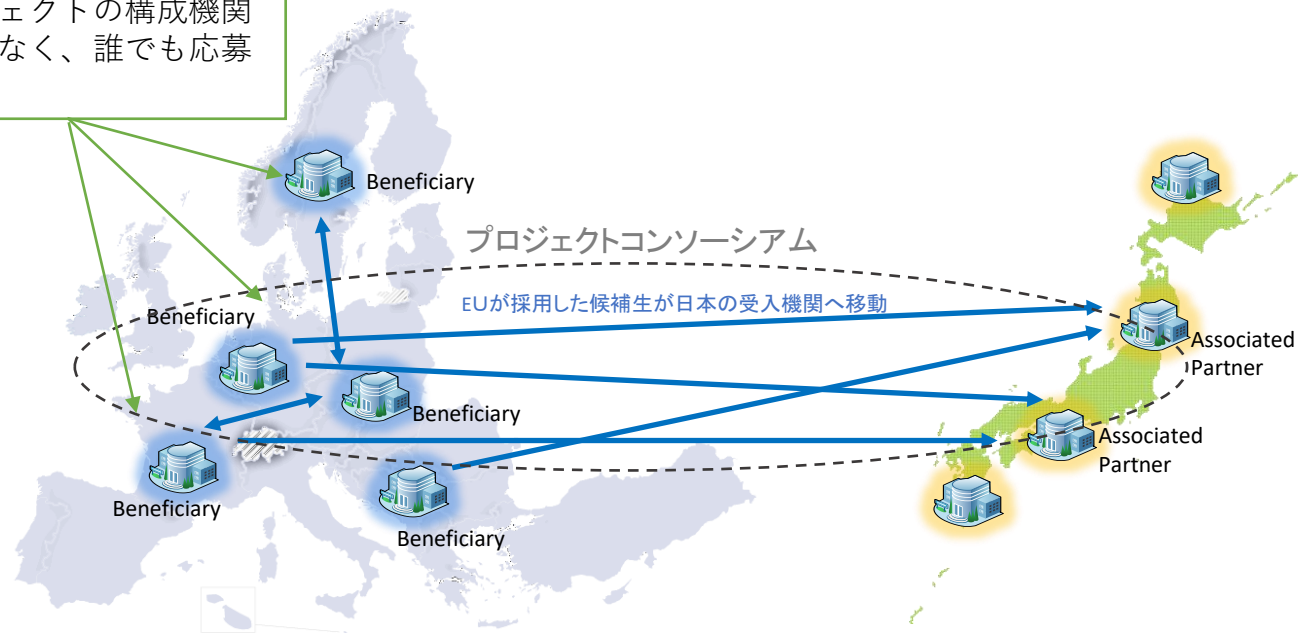 ェクトの構成機関
なく、誰でも応募
Beneficiary
プロジェクトコンソーシアム
EUが採用した候補生が日本の受入機関へ移動
Beneficiary
Associated
Partner
Beneficiary
Associated
Partner
Beneficiary
Beneficiary